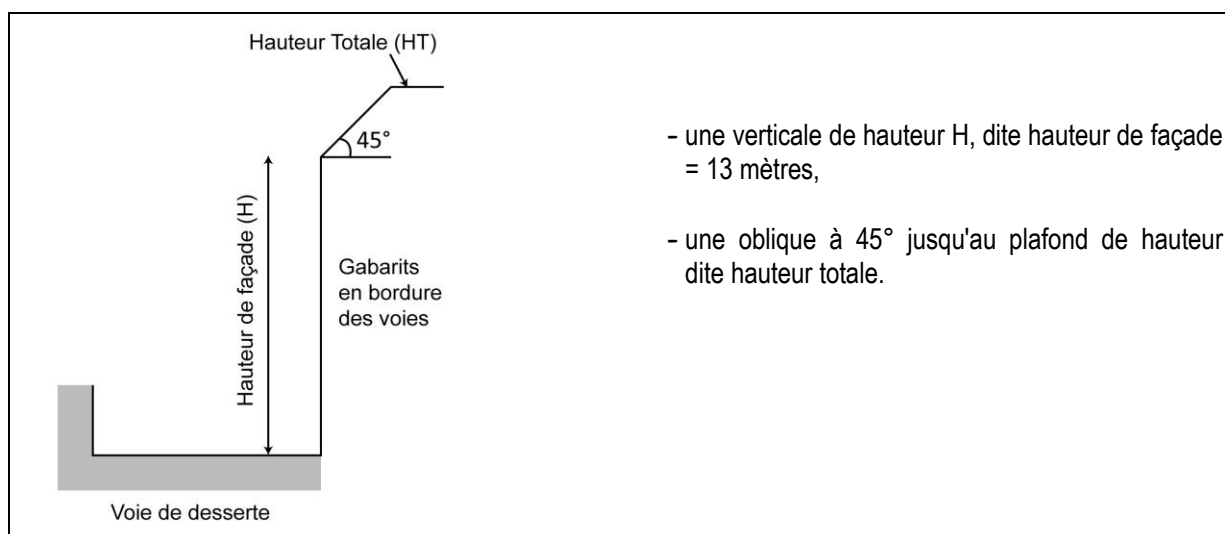 Hauteur Totale (HT)
45°
Hauteur de façade (H)
Gabarits
en bordure
des voies
Voie de desserte
- une verticale de hauteur H, dite hauteur de façade
= 13 mètres,
- une oblique à 45° jusqu'au plafond de hauteur
dite hauteur totale.